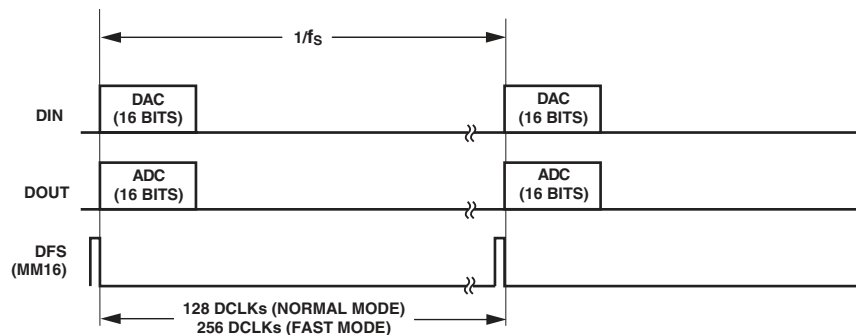 1/fS
DIN
DAC
(16 BITS)
DAC
(16 BITS)
DOUT
ADC
(16 BITS)
ADC
(16 BITS)
DFS
(MM16)
128 DCLKs (NORMAL MODE)
256 DCLKs (FAST MODE)